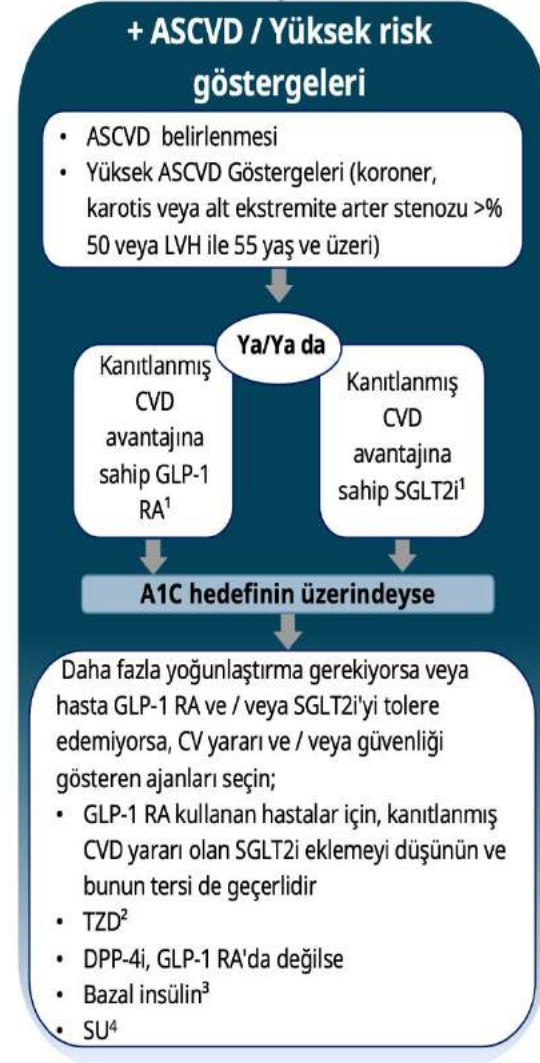 + ASCVD / Yüksek risk
göstergeleri
• ASCVD belirlenmesi
• Yüksek ASCVD Göstergeleri (koroner,
karotis veya alt ekstremite arter stenozu >%
50 veya LVH ile 55 yaş ve üzeri)
Ya/Ya da
Kanıtlanmış
CVD
avantajına
sahip GLP-1
RA¹
Kanıtlanmış
CVD
avantajına
sahip SGLT2i¹
A1C hedefinin üzerindeyse
Daha fazla yoğunlaştırma gerekiyorsa veya
hasta GLP-1 RA ve / veya SGLT2i'yi tolere
edemiyorsa, CV yararı ve / veya güvenliği
gösteren ajanları seçin;
• GLP-1 RA kullanan hastalar için, kanıtlanmış
CVD yararı olan SGLT2i eklemeyi düşünün ve
bunun tersi de geçerlidir
• TZD²
• DPP-4i, GLP-1 RA'da değilse
• Bazal insülin³
• SU⁴